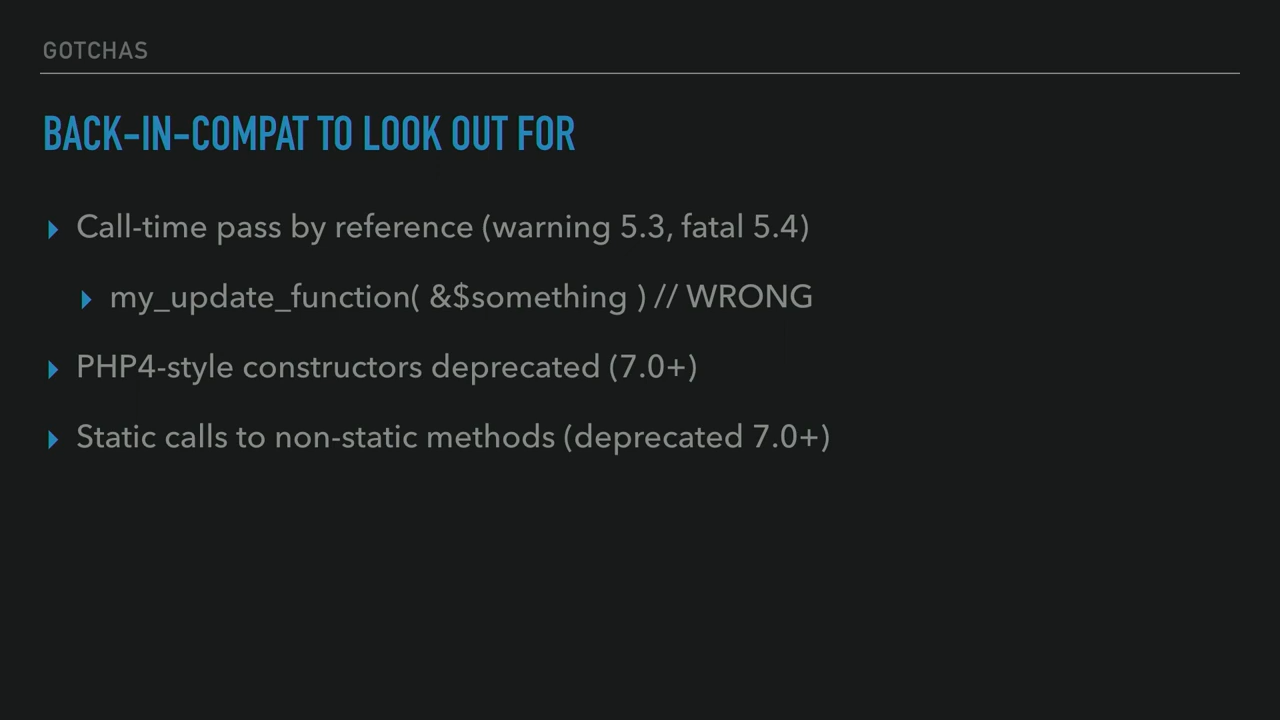 GOTCHAS
BACK-IN-COMPAT TO LOOK OUT FOR
Call-time pass by reference (warning 5.3, fatal 5.4)
my_update_function( &$something ) // WRONG
PHP4-style constructors deprecated (7.0+)
Static calls to non-static methods (deprecated 7.0+)